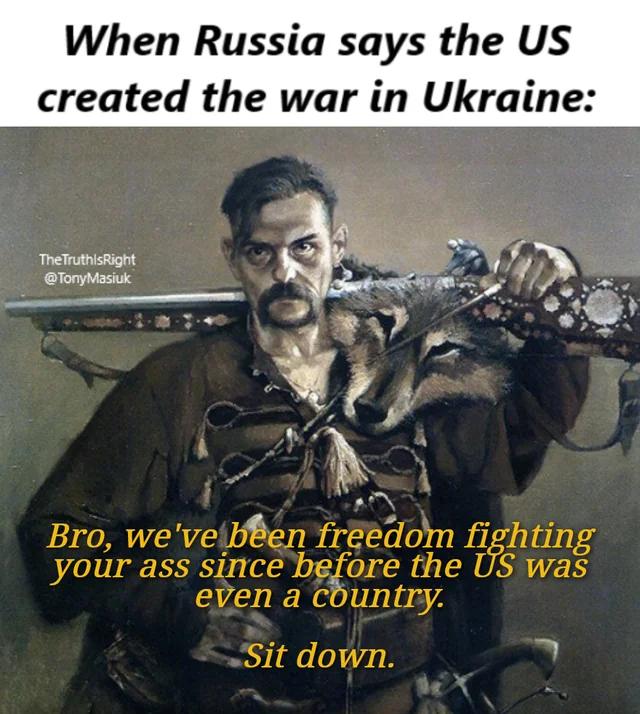 When Russia says the US
created the war in Ukraine:
TheTruthIsRight
@TonyMasiuk
Bro, we've been freedom fighting
your ass since before the US was
even a country.
Sit down.